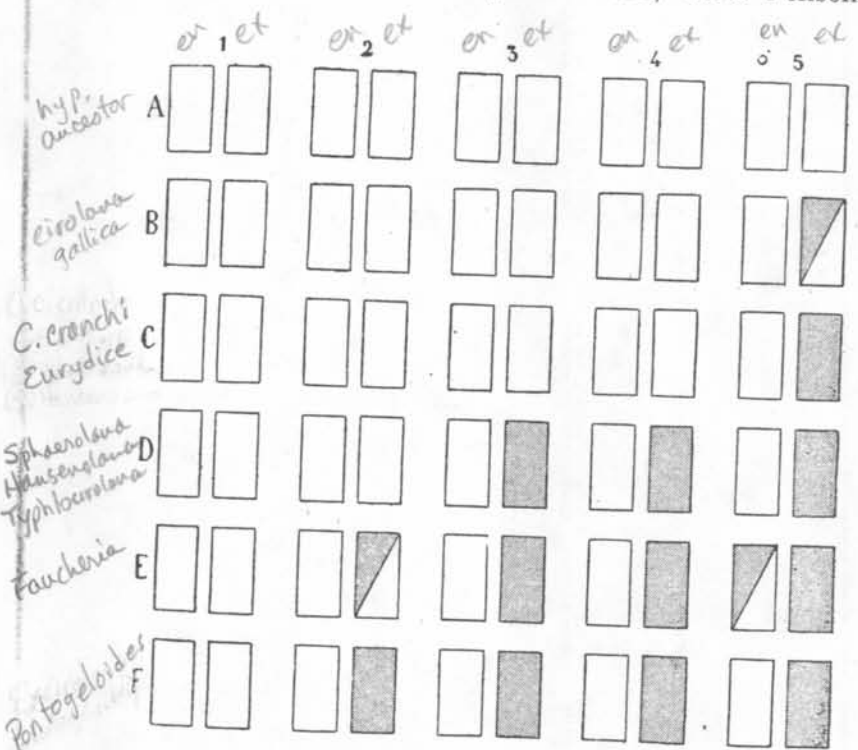 en ex en ex en ex en ex en ex
1 2 3 4 5
hyp. ancestor A
cirolana gallica B
C. cranchi Eurydice C
Sphaerolana Hansenolana Typhlocirolana D
Faucheria E
Pontogeloides F